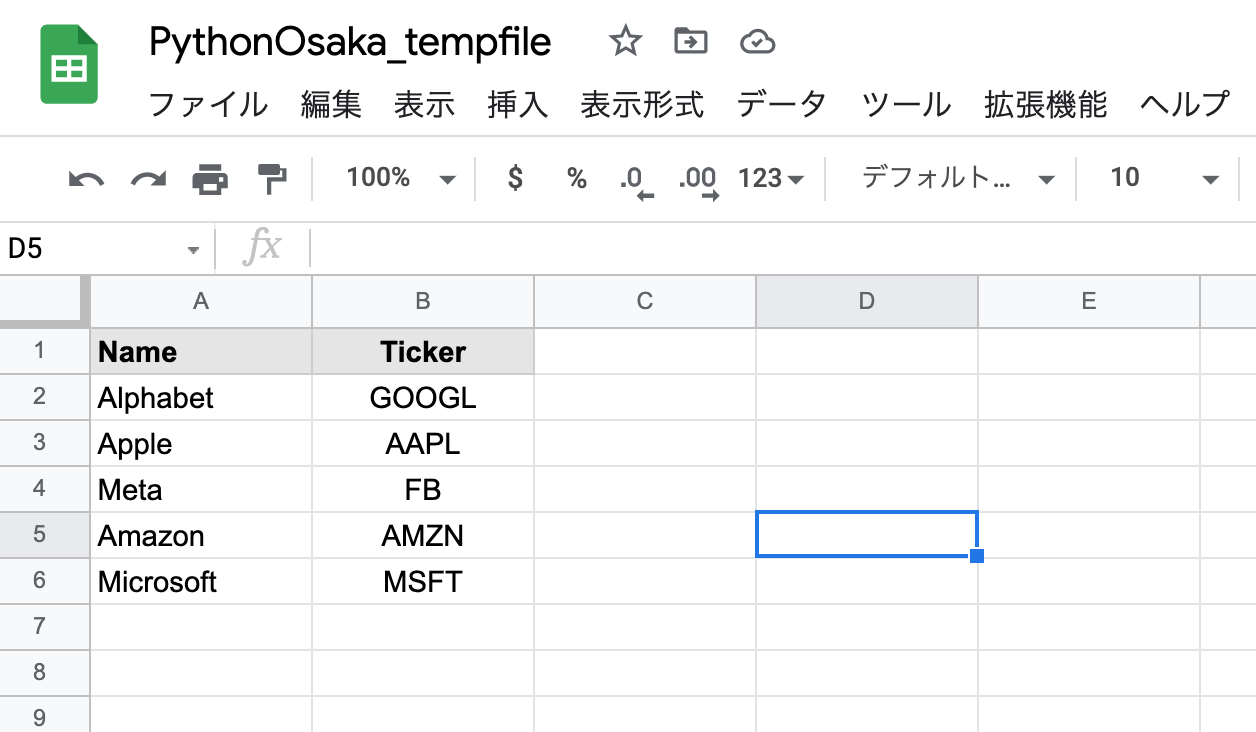 PythonOsaka_tempfile
ファイル 編集 表示 挿入 表示形式 データ ツール 拡張機能 ヘルプ
100% $ % .0 .00 123 デフォルト... 10
D5 fx
A B C D E
1 Name Ticker
2 Alphabet GOOGL
3 Apple AAPL
4 Meta FB
5 Amazon AMZN
6 Microsoft MSFT
7
8
9